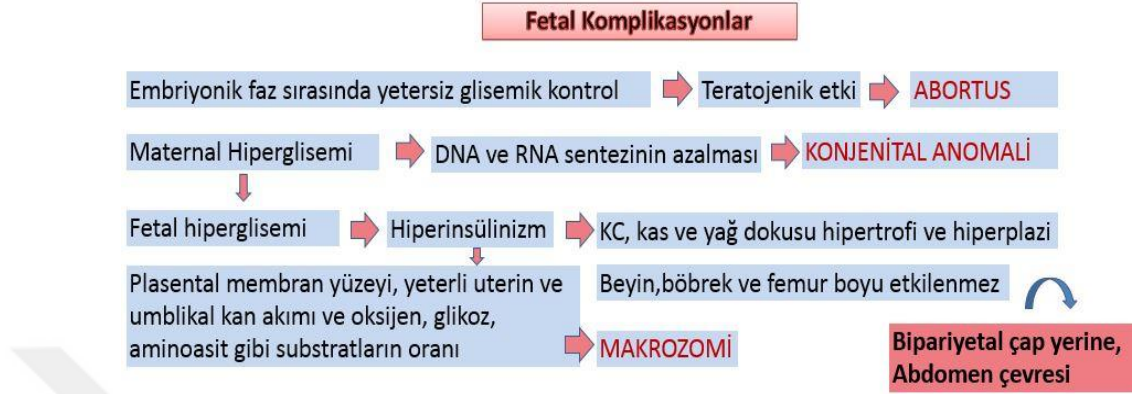 Fetal Komplikasyonlar
Embriyonik faz sırasında yetersiz glisemik kontrol
Teratojenik etki
ABORTUS
Maternal Hiperglisemi
DNA ve RNA sentezinin azalması
KONJENİTAL ANOMALİ
Fetal hiperglisemi
Hiperinsülinizm
KC, kas ve yağ dokusu hipertrofi ve hiperplazi
Plasental membran yüzeyi, yeterli uterin ve
umblikal kan akımı ve oksijen, glikoz,
aminoasit gibi substratların oranı
Beyin,böbrek ve femur boyu etkilenmez
MAKROZOMİ
Bipariyetal çap yerine,
Abdomen çevresi